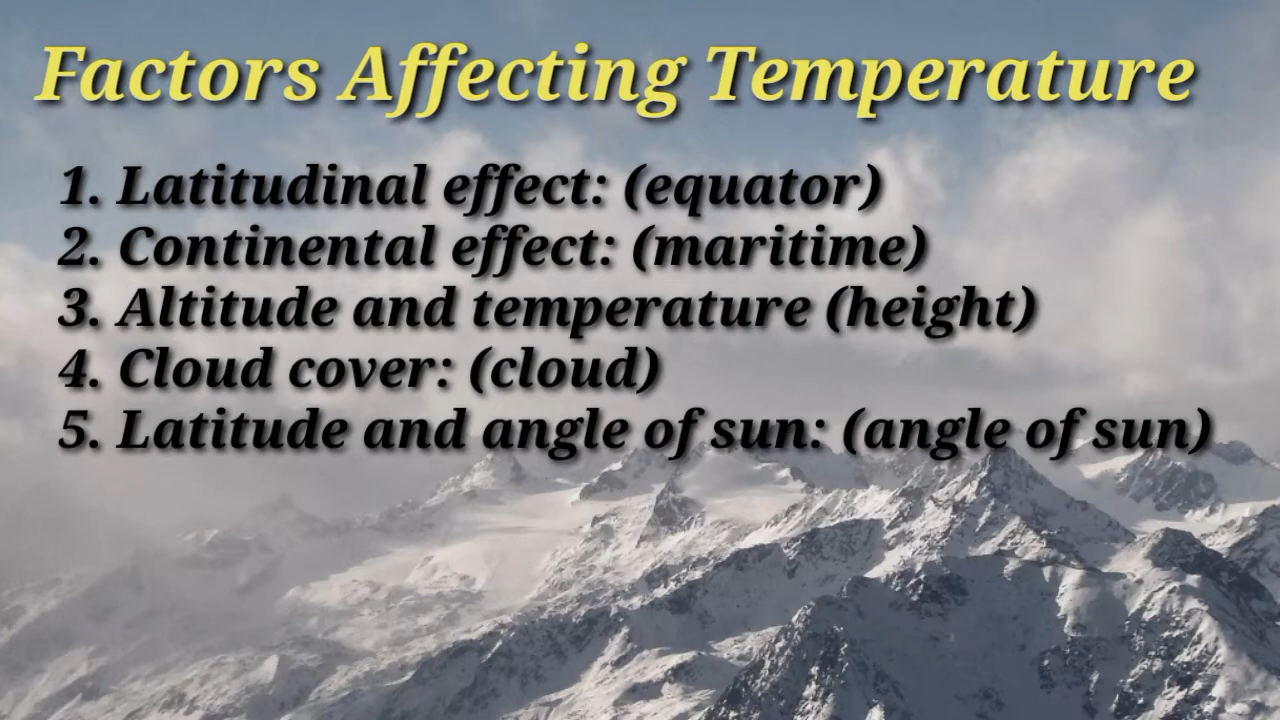 Factors Affecting Temperature
1. Latitudinal effect: (equator)
2. Continental effect: (maritime)
3. Altitude and temperature (height)
4. Cloud cover: (cloud)
5. Latitude and angle of sun: (angle of sun)